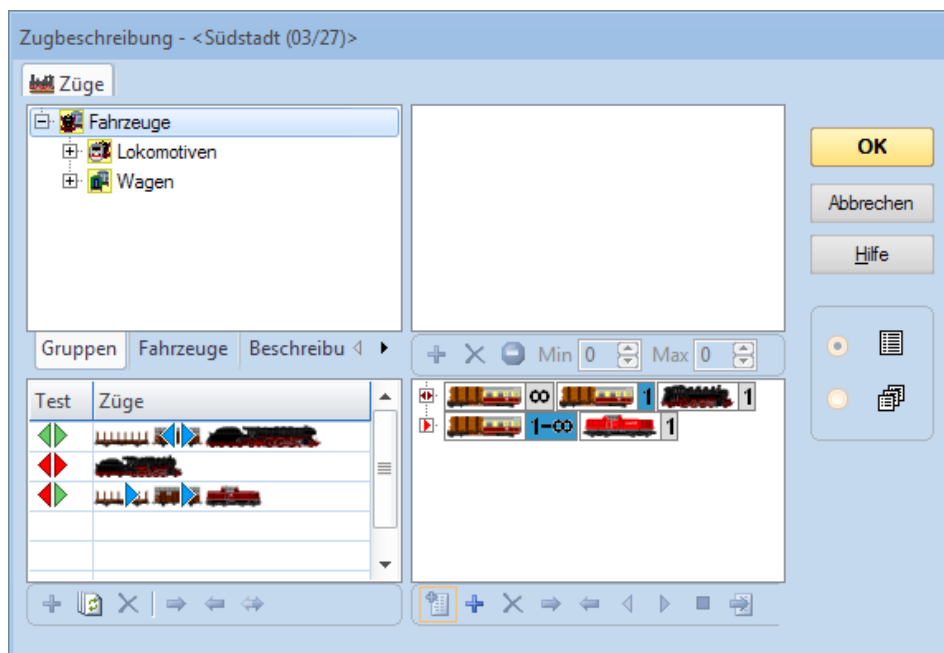 Zugbeschreibung - <Südstadt (03/27)>
Züge
Fahrzeuge
Lokomotiven
Wagen
OK
Abbrechen
Hilfe
Gruppen Fahrzeuge Beschreibu
Min 0 Max 0
Test Züge
∞ 1 1
1-∞ 1